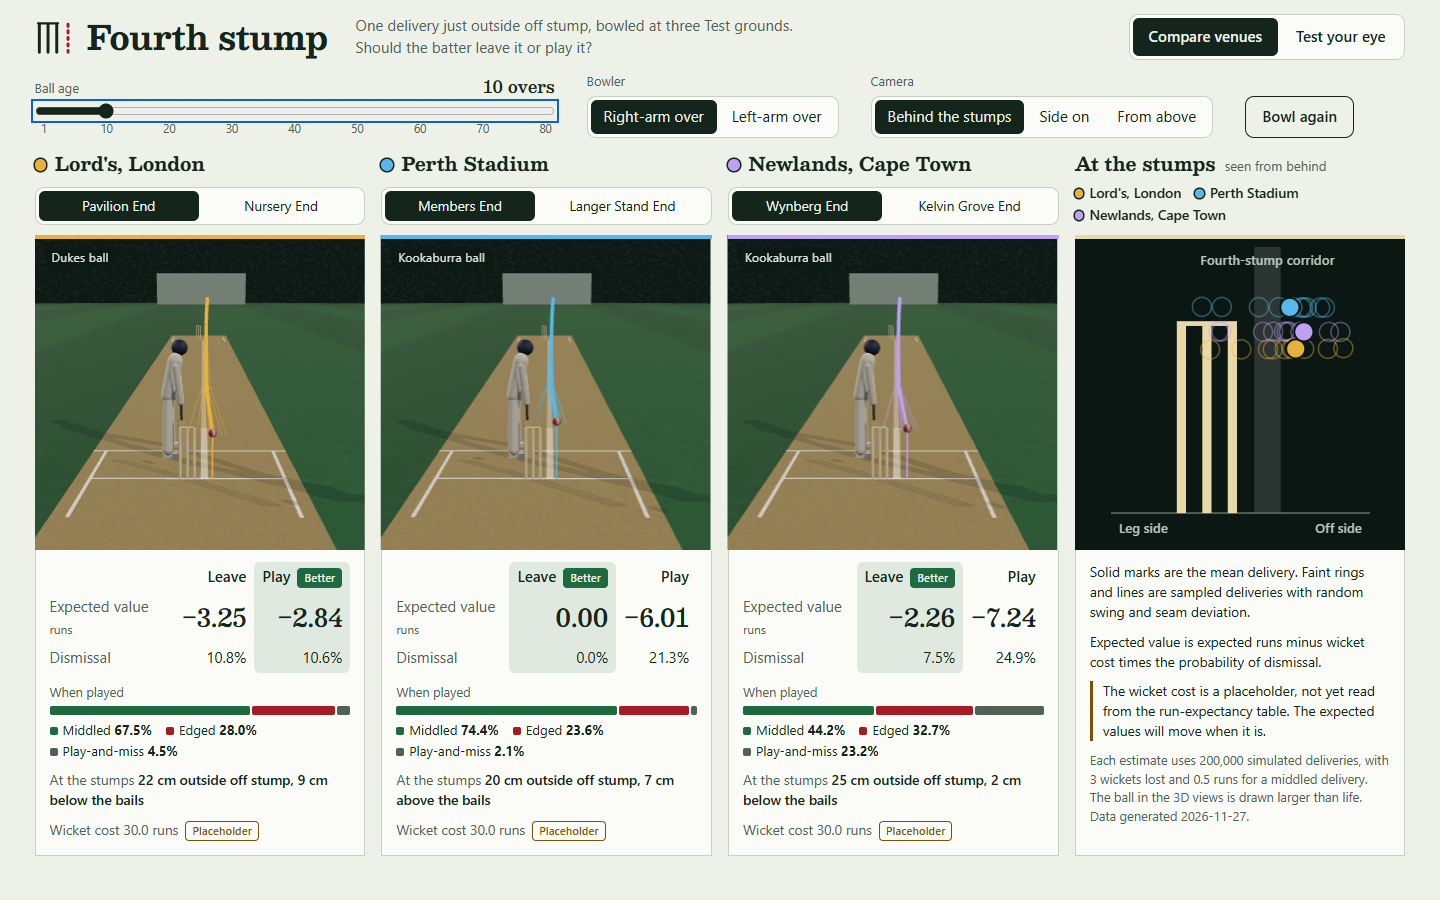 Fourth stump
One delivery just outside off stump, bowled at three Test grounds.
Should the batter leave it or play it?
Compare venues
Test your eye
Ball age
10 overs
1 10 20 30 40 50 60 70 80
Bowler
Right-arm over
Left-arm over
Camera
Behind the stumps
Side on
From above
Bowl again
Lord's, London
Pavilion End
Nursery End
Dukes ball
Leave
Play Better
Expected value
runs
−3.25
−2.84
Dismissal
10.8%
10.6%
When played
Middled 67.5% Edged 28.0%
Play-and-miss 4.5%
At the stumps 22 cm outside off stump, 9 cm
below the bails
Wicket cost 30.0 runs Placeholder
Perth Stadium
Members End
Langer Stand End
Kookaburra ball
Leave Better
Play
Expected value
runs
0.00
−6.01
Dismissal
0.0%
21.3%
When played
Middled 74.4% Edged 23.6%
Play-and-miss 2.1%
At the stumps 20 cm outside off stump, 7 cm
above the bails
Wicket cost 30.0 runs Placeholder
Newlands, Cape Town
Wynberg End
Kelvin Grove End
Kookaburra ball
Leave Better
Play
Expected value
runs
−2.26
−7.24
Dismissal
7.5%
24.9%
When played
Middled 44.2% Edged 32.7%
Play-and-miss 23.2%
At the stumps 25 cm outside off stump, 2 cm
below the bails
Wicket cost 30.0 runs Placeholder
At the stumps seen from behind
Lord's, London Perth Stadium
Newlands, Cape Town
Fourth-stump corridor
Leg side
Off side
Solid marks are the mean delivery. Faint rings
and lines are sampled deliveries with random
swing and seam deviation.
Expected value is expected runs minus wicket
cost times the probability of dismissal.
The wicket cost is a placeholder, not yet read
from the run-expectancy table. The expected
values will move when it is.
Each estimate uses 200,000 simulated deliveries, with
3 wickets lost and 0.5 runs for a middled delivery.
The ball in the 3D views is drawn larger than life.
Data generated 2026-11-27.